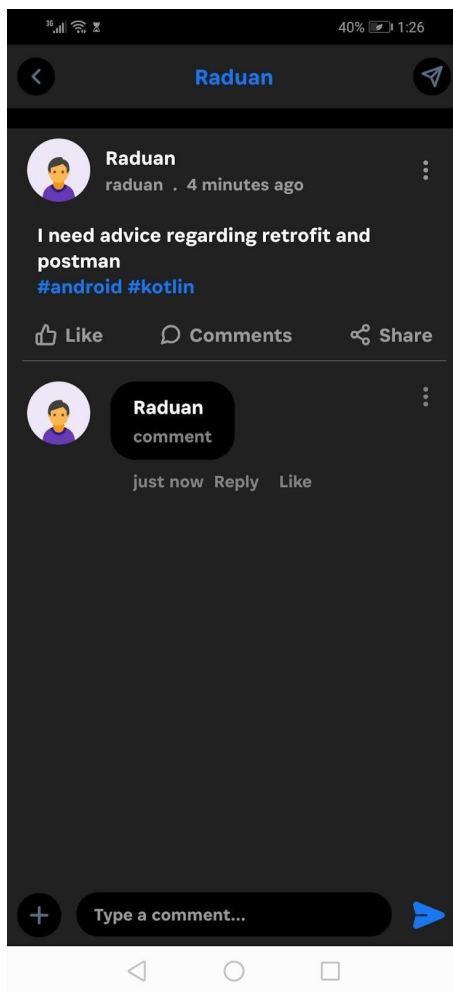 3G 40% 1:26
Raduan
Raduan
raduan . 4 minutes ago
I need advice regarding retrofit and
postman
#android #kotlin
Like Comments Share
Raduan
comment
just now Reply Like
Type a comment...